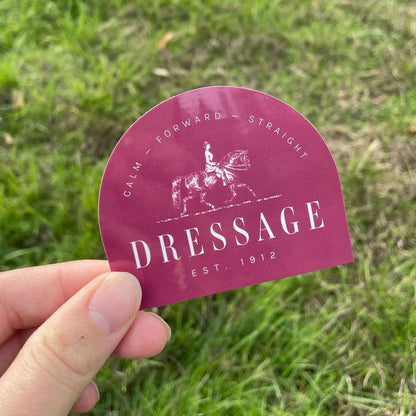 CALM – FORWARD – STRAIGHT
DRESSAGE
EST. 1912